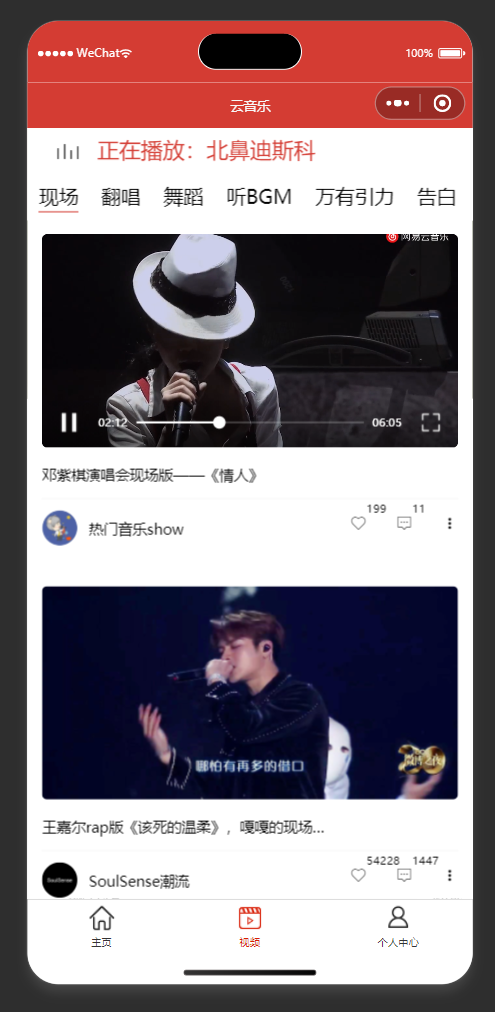 WeChat 100%
云音乐
正在播放：北鼻迪斯科
现场 翻唱 舞蹈 听BGM 万有引力 告白
网易云音乐
02:12 06:05
邓紫棋演唱会现场版——《情人》
热门音乐show 199 11
哪怕有再多的借口
王嘉尔rap版《该死的温柔》，嘎嘎的现场...
SoulSense潮流 54228 1447
主页 视频 个人中心